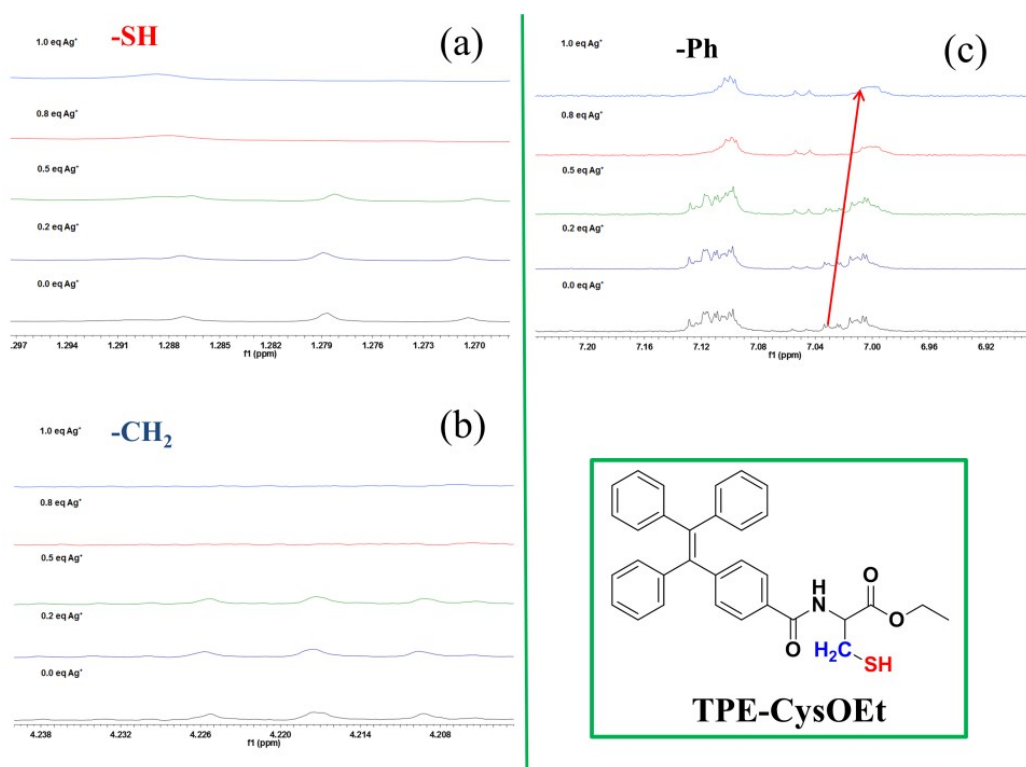 -SH
(a)
1.0 eq Ag⁺
0.8 eq Ag⁺
0.5 eq Ag⁺
0.2 eq Ag⁺
0.0 eq Ag⁺
.297 1.294 1.291 1.288 1.285 1.282 1.279 1.276 1.273 1.270
f1 (ppm)
-CH₂
(b)
1.0 eq Ag⁺
0.8 eq Ag⁺
0.5 eq Ag⁺
0.2 eq Ag⁺
0.0 eq Ag⁺
4.238 4.232 4.226 4.220 4.214 4.208
f1 (ppm)
-Ph
(c)
1.0 eq Ag⁺
0.8 eq Ag⁺
0.5 eq Ag⁺
0.2 eq Ag⁺
0.0 eq Ag⁺
7.20 7.16 7.12 7.08 7.04 7.00 6.96 6.92
f1 (ppm)
H
N
O
O
O
H₂C
SH
TPE-CysOEt